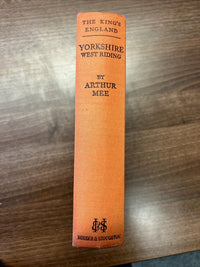 THE KING'S
ENGLAND
YORKSHIRE
WEST RIDING
BY
ARTHUR
MEE
HODDER & STOUGHTON